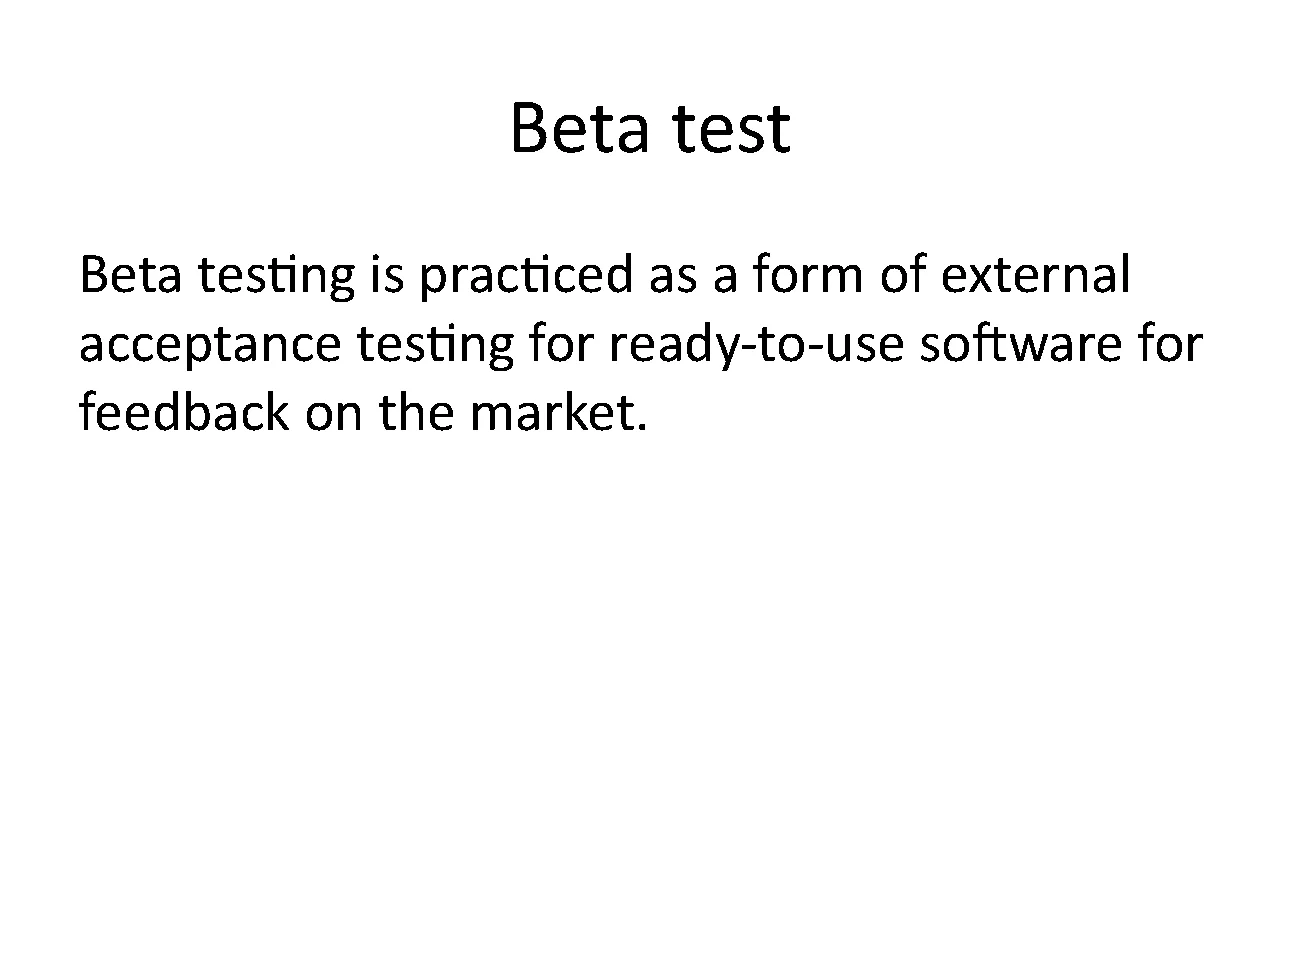 Beta test
Beta testing is practiced as a form of external
acceptance testing for ready-to-use software for
feedback on the market.